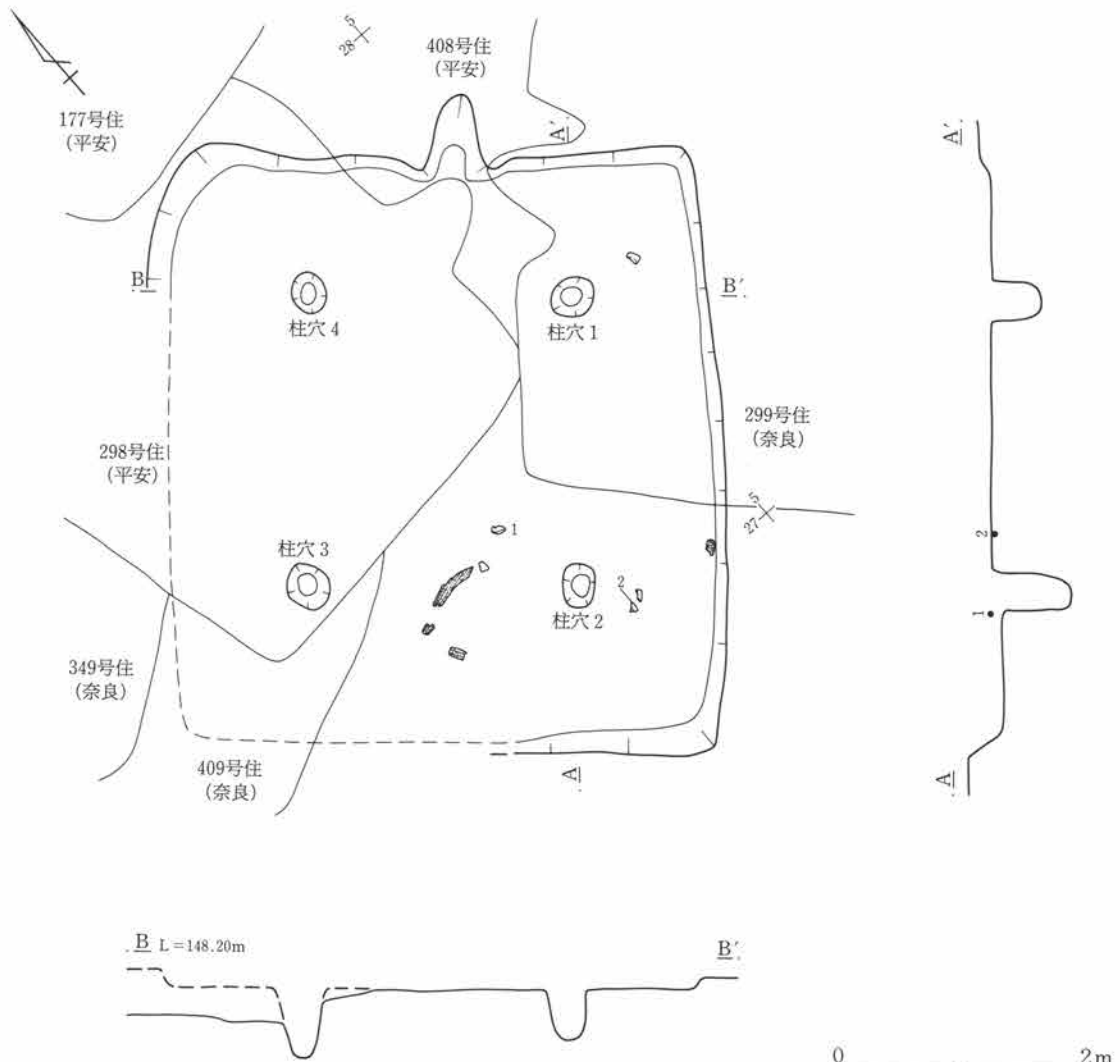 5
28
408号住
(平安)
177号住
(平安)
A′
A′
B
B′
柱穴 4
柱穴 1
299号住
(奈良)
298号住
(平安)
5
27
1
2
柱穴 3
2
柱穴 2
1
349号住
(奈良)
409号住
(奈良)
A
A
B L＝148.20m
B′
0
2m